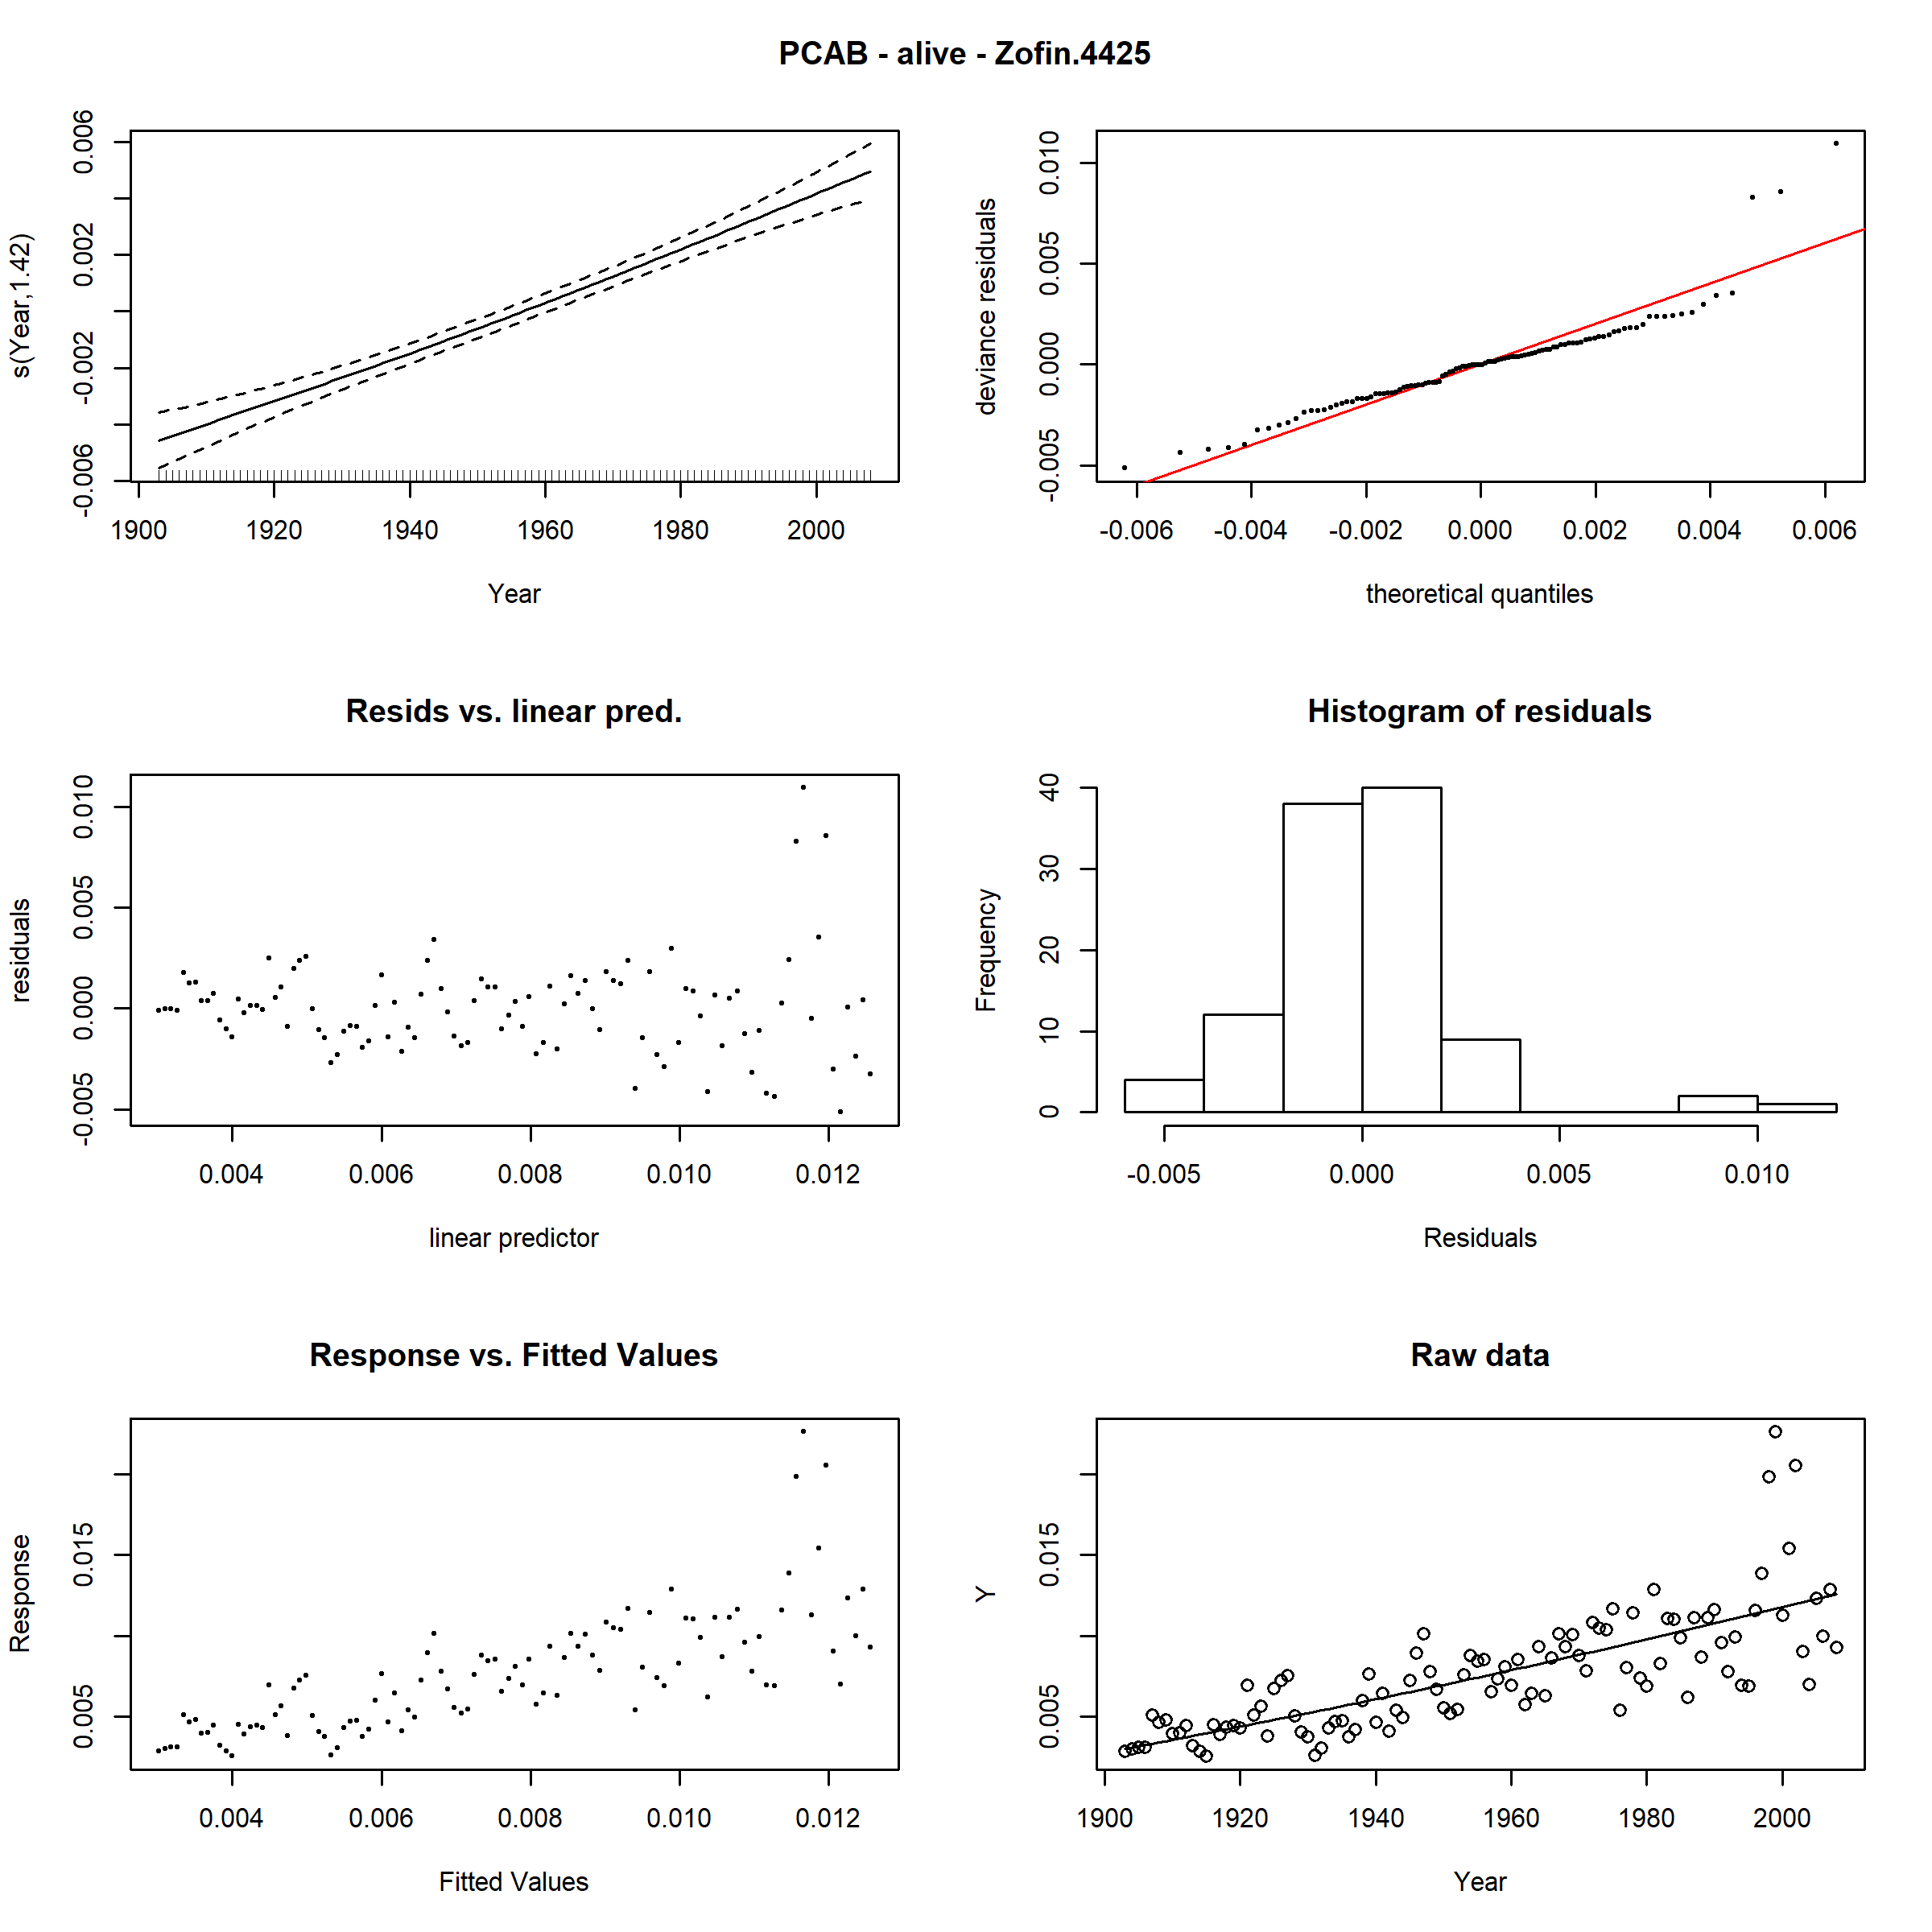 PCAB - alive - Zofin.4425
s(Year,1.42)
0.006
0.002
-0.002
-0.006
1900 1920 1940 1960 1980 2000
Year
deviance residuals
0.010
0.005
0.000
-0.005
-0.006 -0.004 -0.002 0.000 0.002 0.004 0.006
theoretical quantiles
Resids vs. linear pred.
residuals
0.010
0.005
0.000
-0.005
0.004 0.006 0.008 0.010 0.012
linear predictor
Histogram of residuals
Frequency
40
30
20
10
0
-0.005 0.000 0.005 0.010
Residuals
Response vs. Fitted Values
Response
0.015
0.005
0.004 0.006 0.008 0.010 0.012
Fitted Values
Raw data
Y
0.015
0.005
1900 1920 1940 1960 1980 2000
Year